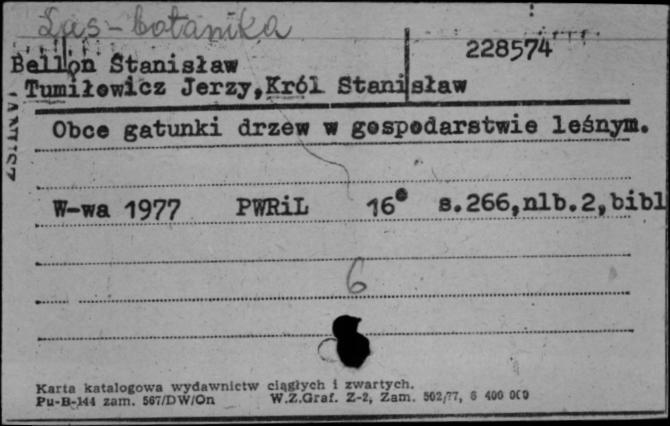 Las - botanika
228574
Bellon Stanisław
Tumiłowicz Jerzy, Król Stanisław
Obce gatunki drzew w gospodarstwie leśnym.
W-wa 1977 PWRiL 16° s.266,nlb.2,bibl
6
Karta katalogowa wydawnictw ciągłych i zwartych.
Pu-B-144 zam. 567/DW/On W.Z.Graf. Z-2, Zam. 502/77, 6 400 000